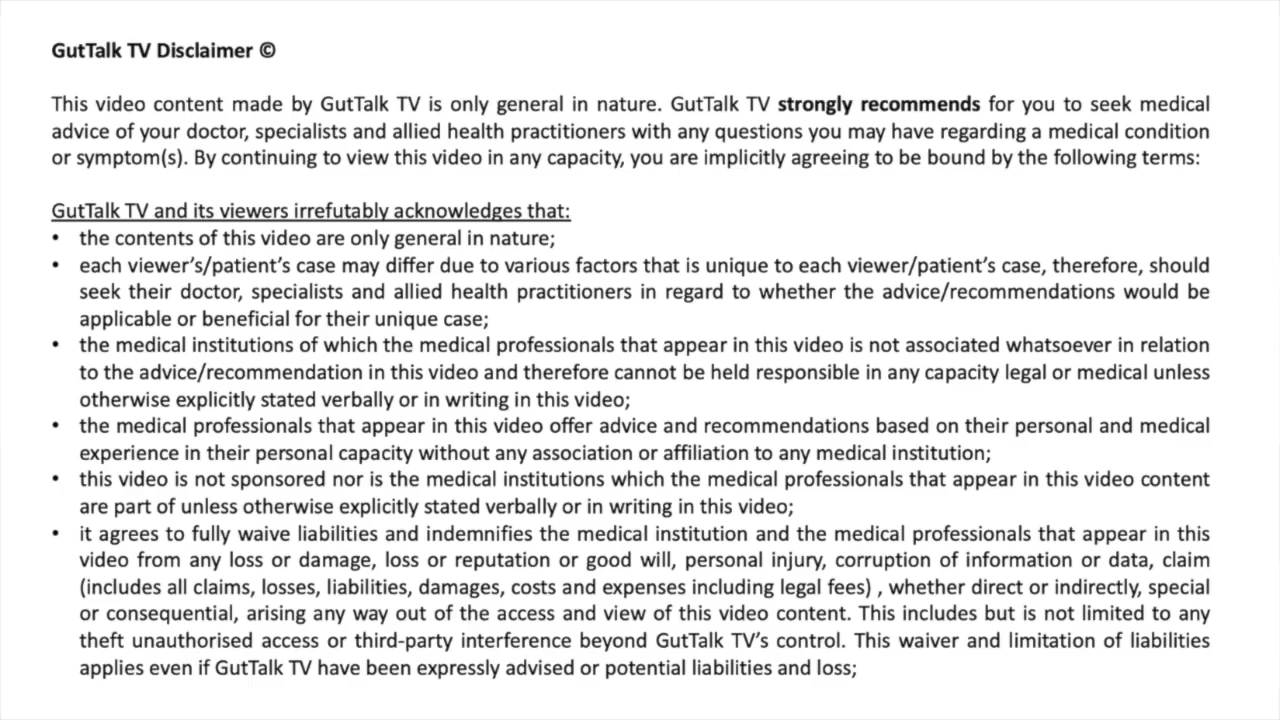 GutTalk TV Disclaimer ©
This video content made by GutTalk TV is only general in nature. GutTalk TV strongly recommends for you to seek medical
advice of your doctor, specialists and allied health practitioners with any questions you may have regarding a medical condition
or symptom(s). By continuing to view this video in any capacity, you are implicitly agreeing to be bound by the following terms:
GutTalk TV and its viewers irrefutably acknowledges that:
• the contents of this video are only general in nature;
• each viewer’s/patient’s case may differ due to various factors that is unique to each viewer/patient’s case, therefore, should
seek their doctor, specialists and allied health practitioners in regard to whether the advice/recommendations would be
applicable or beneficial for their unique case;
• the medical institutions of which the medical professionals that appear in this video is not associated whatsoever in relation
to the advice/recommendation in this video and therefore cannot be held responsible in any capacity legal or medical unless
otherwise explicitly stated verbally or in writing in this video;
• the medical professionals that appear in this video offer advice and recommendations based on their personal and medical
experience in their personal capacity without any association or affiliation to any medical institution;
• this video is not sponsored nor is the medical institutions which the medical professionals that appear in this video content
are part of unless otherwise explicitly stated verbally or in writing in this video;
• it agrees to fully waive liabilities and indemnifies the medical institution and the medical professionals that appear in this
video from any loss or damage, loss or reputation or good will, personal injury, corruption of information or data, claim
(includes all claims, losses, liabilities, damages, costs and expenses including legal fees) , whether direct or indirectly, special
or consequential, arising any way out of the access and view of this video content. This includes but is not limited to any
theft unauthorised access or third-party interference beyond GutTalk TV’s control. This waiver and limitation of liabilities
applies even if GutTalk TV have been expressly advised or potential liabilities and loss;